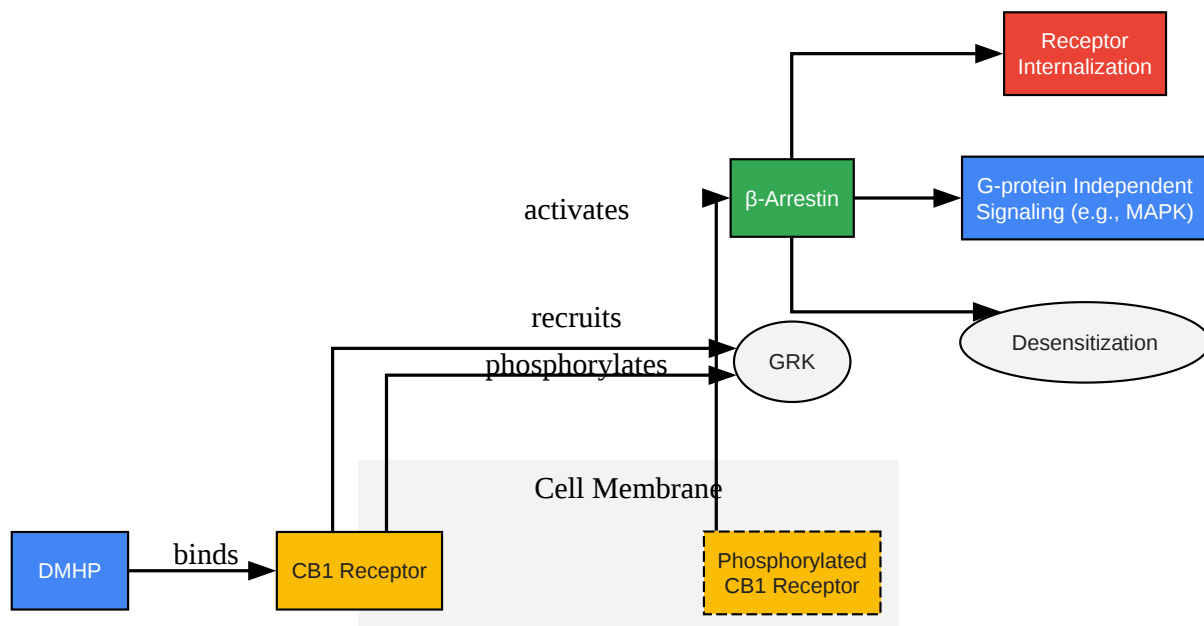 Receptor
Internalization
β-Arrestin
G-protein Independent
Signaling (e.g., MAPK)
activates
recruits
phosphorylates
GRK
Desensitization
Cell Membrane
DMHP
binds
CB1 Receptor
Phosphorylated
CB1 Receptor